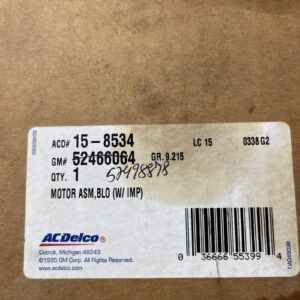 ACD# 15-8534 LC 15 0338 G2
GM# 52466064 GR. 9.215
QTY. 1 52498878
MOTOR ASM,BLO (W/ IMP)
ACDelco
Detroit, Michigan 48243
©1995 GM Corp. All Rights Reserved.
www.acdelco.com
0 36666 55399 4